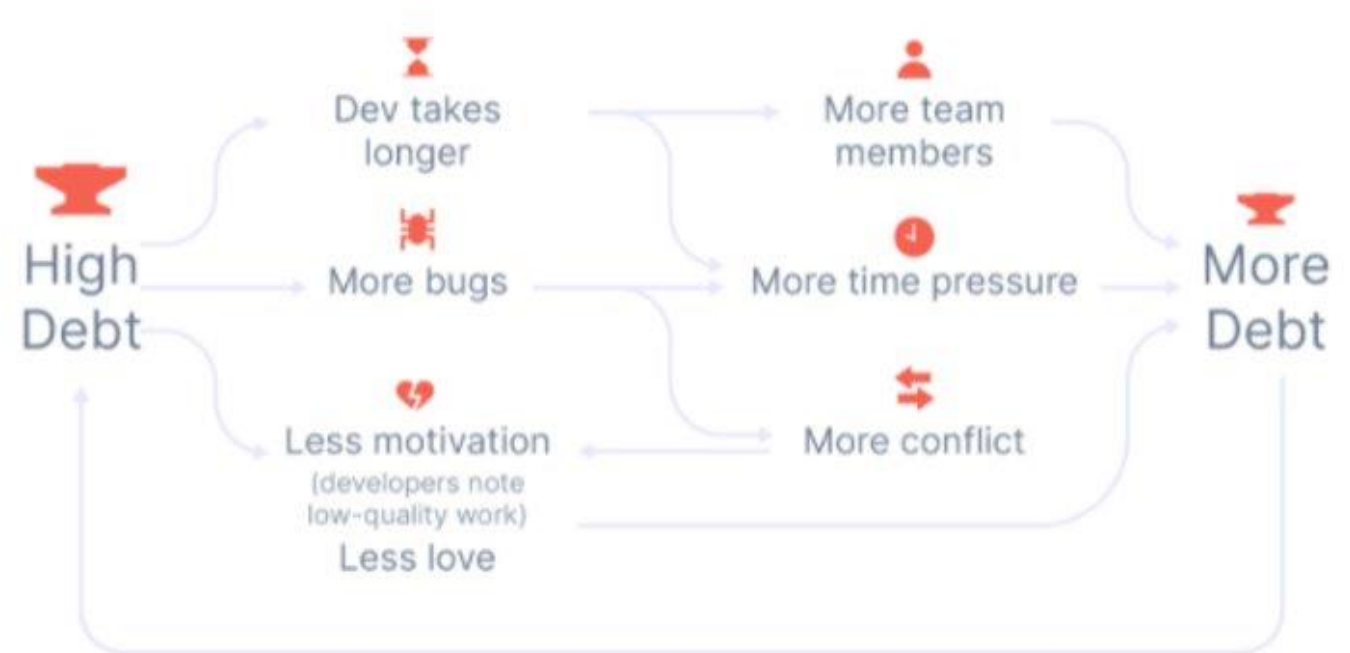 Dev takes
longer
More team
members
High
Debt
More bugs
More time pressure
More
Debt
Less motivation
(developers note
low-quality work)
Less love
More conflict